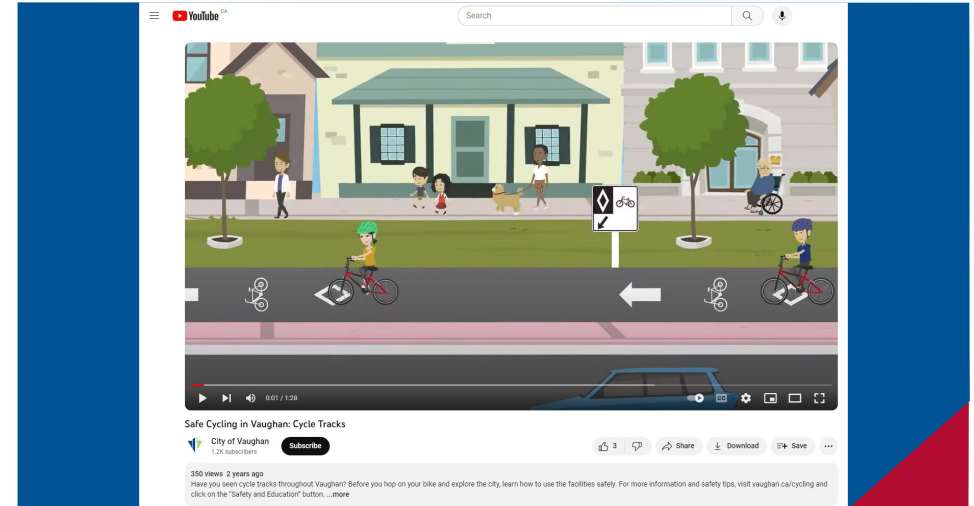 YouTube CA
Search
0:01 / 1:28
CC
Safe Cycling in Vaughan: Cycle Tracks
City of Vaughan
1.2K subscribers
Subscribe
3
Share
Download
Save
350 views 2 years ago
Have you seen cycle tracks throughout Vaughan? Before you hop on your bike and explore the city, learn how to use the facilities safely. For more information and safety tips, visit vaughan.ca/cycling and
click on the "Safety and Education" button. ...more